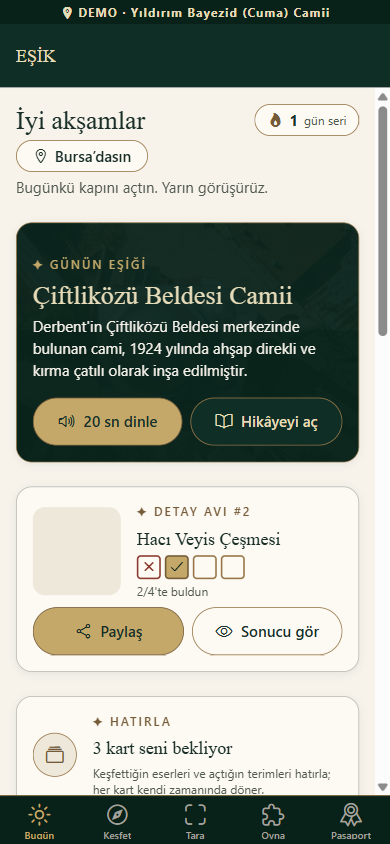 DEMO · Yıldırım Bayezid (Cuma) Camii
EŞİK
İyi akşamlar
1 gün seri
Bursa'dasın
Bugünkü kapını açtın. Yarın görüşürüz.
GÜNÜN EŞİĞİ
Çiftliközü Beldesi Camii
Derbent'in Çiftliközü Beldesi merkezinde
bulunan cami, 1924 yılında ahşap direkli ve
kırma çatılı olarak inşa edilmiştir.
20 sn dinle
Hikâyeyi aç
DETAY AVI #2
Hacı Veyis Çeşmesi
2/4'te buldun
Paylaş
Sonucu gör
HATIRLA
3 kart seni bekliyor
Keşfettiğin eserleri ve açtığın terimleri hatırla;
her kart kendi zamanında döner.
Bugün
Keşfet
Tara
Oyna
Pasaport